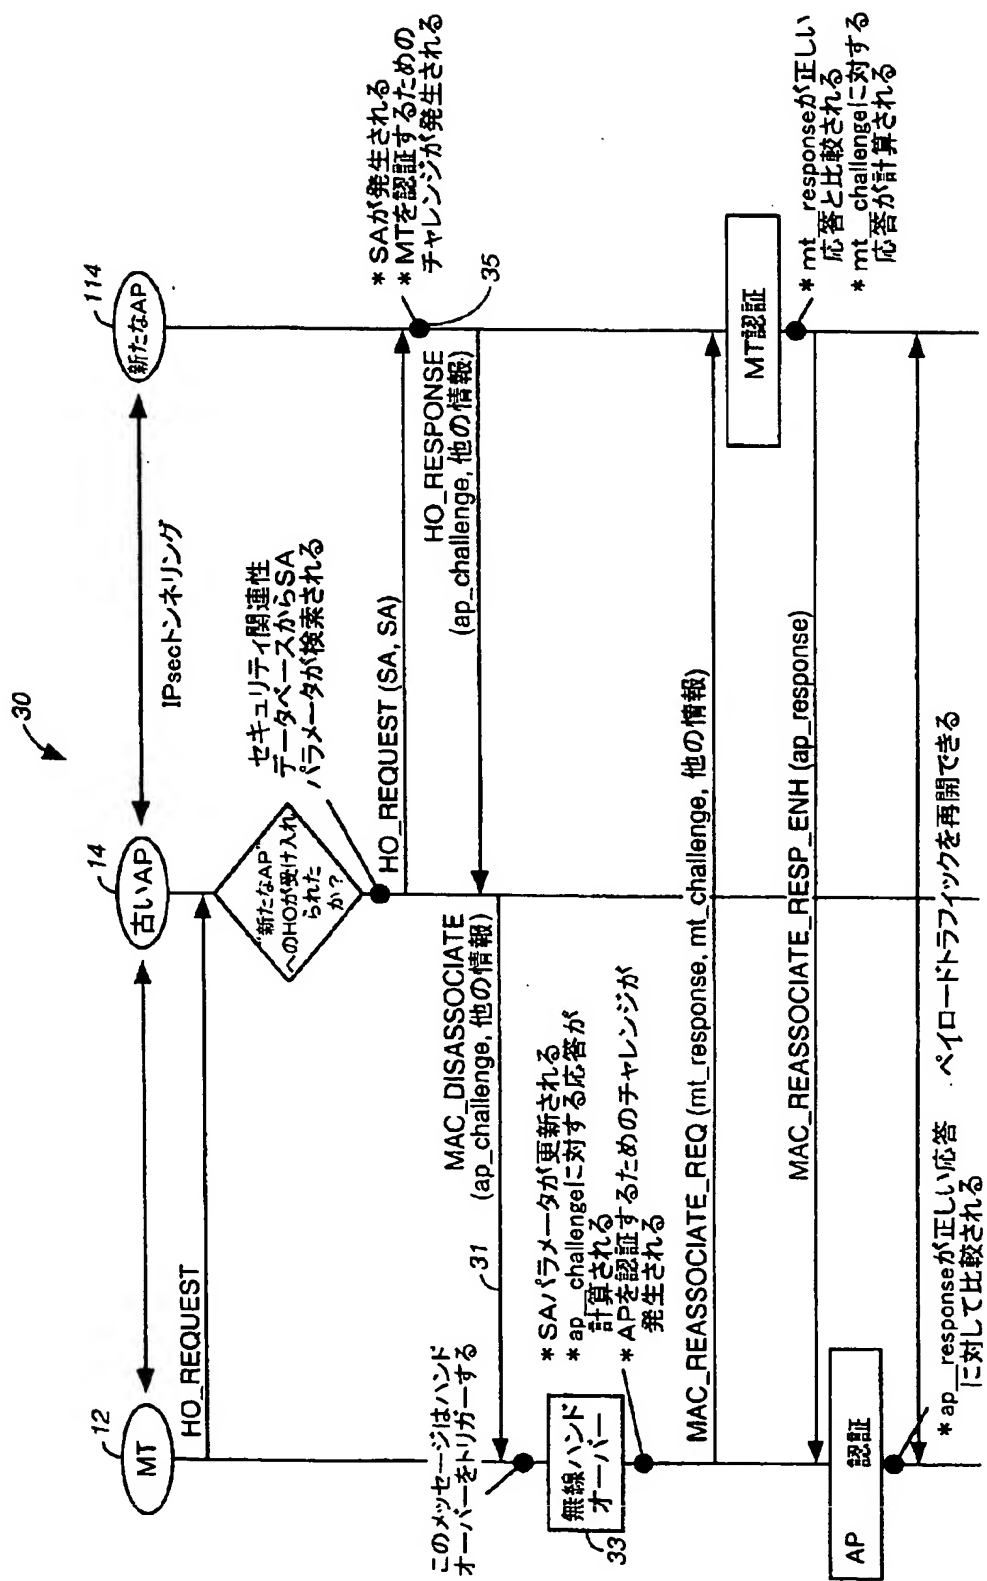 30
12
MT
14
古いAP
114
新たなAP
IPsecトンネリング
HO_REQUEST
"新たなAP"
へのHOが受け入れ
られた
か?
セキュリティ関連性
データベースからSA
パラメータが検索される
HO_REQUEST (SA, SA)
* SAが発生される
* MTを認証するための
チャレンジが発生される
35
HO_RESPONSE
(ap_challenge, 他の情報)
MAC_DISASSOCIATE
(ap_challenge, 他の情報)
31
このメッセージはハンド
オーバーをトリガーする
無線ハンド
オーバー
33
* SAパラメータが更新される
* ap_challengeに対する応答が
計算される
* APを認証するためのチャレンジが
発生される
MAC_REASSOCIATE_REQ (mt_response, mt_challenge, 他の情報)
MT認証
* mt_responseが正しい
応答と比較される
* mt_challengeに対する
応答が計算される
MAC_REASSOCIATE_RESP_ENH (ap_response)
AP 認証
* ap_responseが正しい応答
に対して比較される
ペイロードトラフィックを再開できる